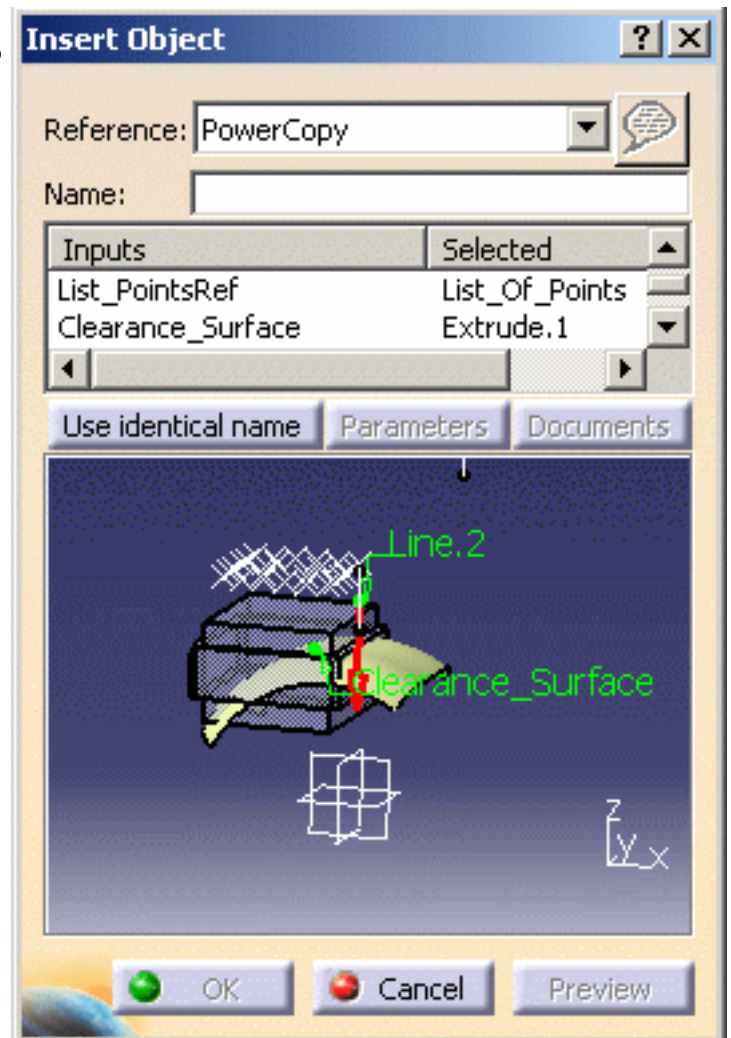 Insert Object
Reference: PowerCopy
Name:
Inputs Selected
List_PointsRef List_Of_Points
Clearance_Surface Extrude.1
Use identical name Parameters Documents
Line.2
Clearance_Surface
z
y x
OK Cancel Preview